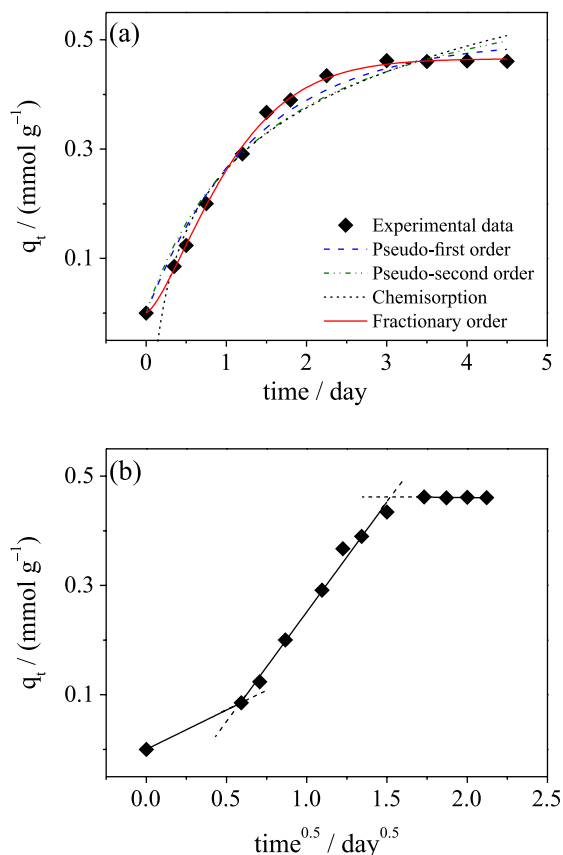 (a)
0.5
0.3
0.1
q_t / (mmol g⁻¹)
Experimental data
Pseudo-first order
Pseudo-second order
Chemisorption
Fractionary order
0 1 2 3 4 5
time / day
(b)
0.5
0.3
0.1
q_t / (mmol g⁻¹)
0.0 0.5 1.0 1.5 2.0 2.5
time^0.5 / day^0.5